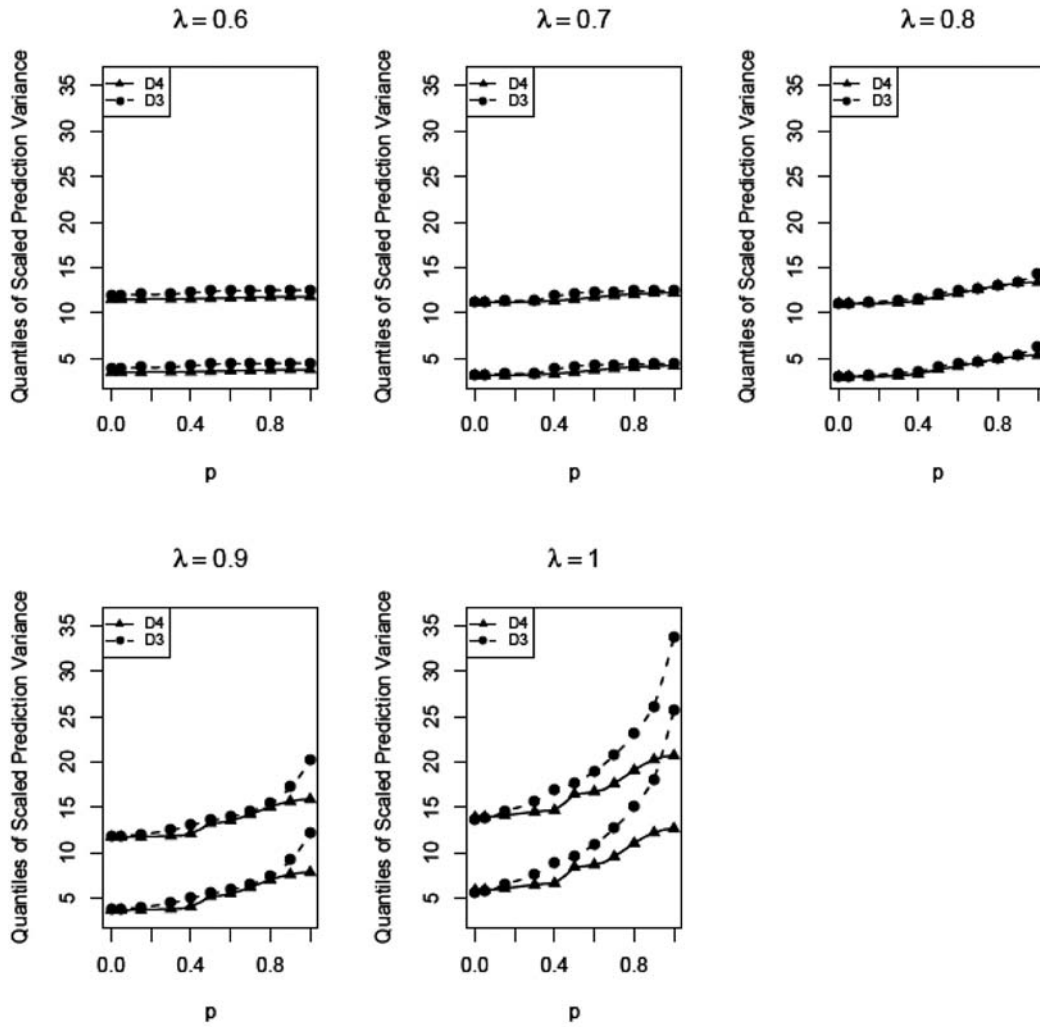 λ = 0.6
Quantiles of Scaled Prediction Variance
35
30
25
20
15
10
5
D4
D3
0.0
0.4
0.8
p
λ = 0.7
Quantiles of Scaled Prediction Variance
35
30
25
20
15
10
5
D4
D3
0.0
0.4
0.8
p
λ = 0.8
Quantiles of Scaled Prediction Variance
35
30
25
20
15
10
5
D4
D3
0.0
0.4
0.8
p
λ = 0.9
Quantiles of Scaled Prediction Variance
35
30
25
20
15
10
5
D4
D3
0.0
0.4
0.8
p
λ = 1
Quantiles of Scaled Prediction Variance
35
30
25
20
15
10
5
D4
D3
0.0
0.4
0.8
p